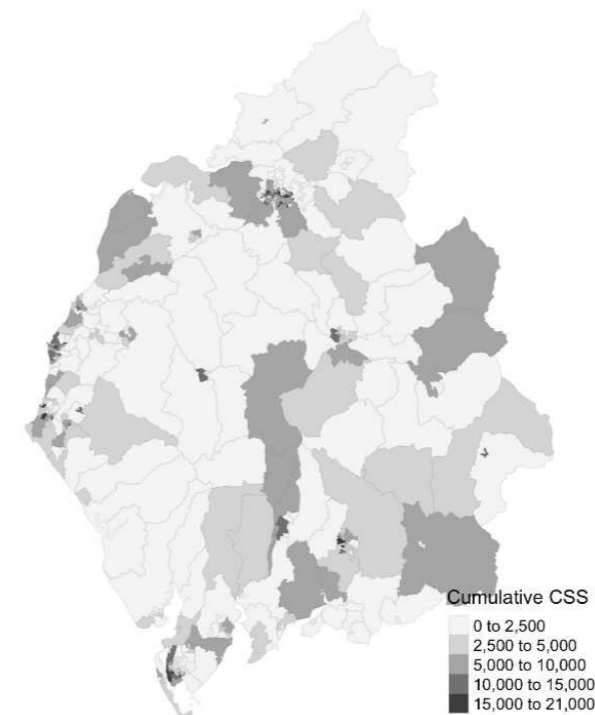 Cumulative CSS
0 to 2,500
2,500 to 5,000
5,000 to 10,000
10,000 to 15,000
15,000 to 21,000